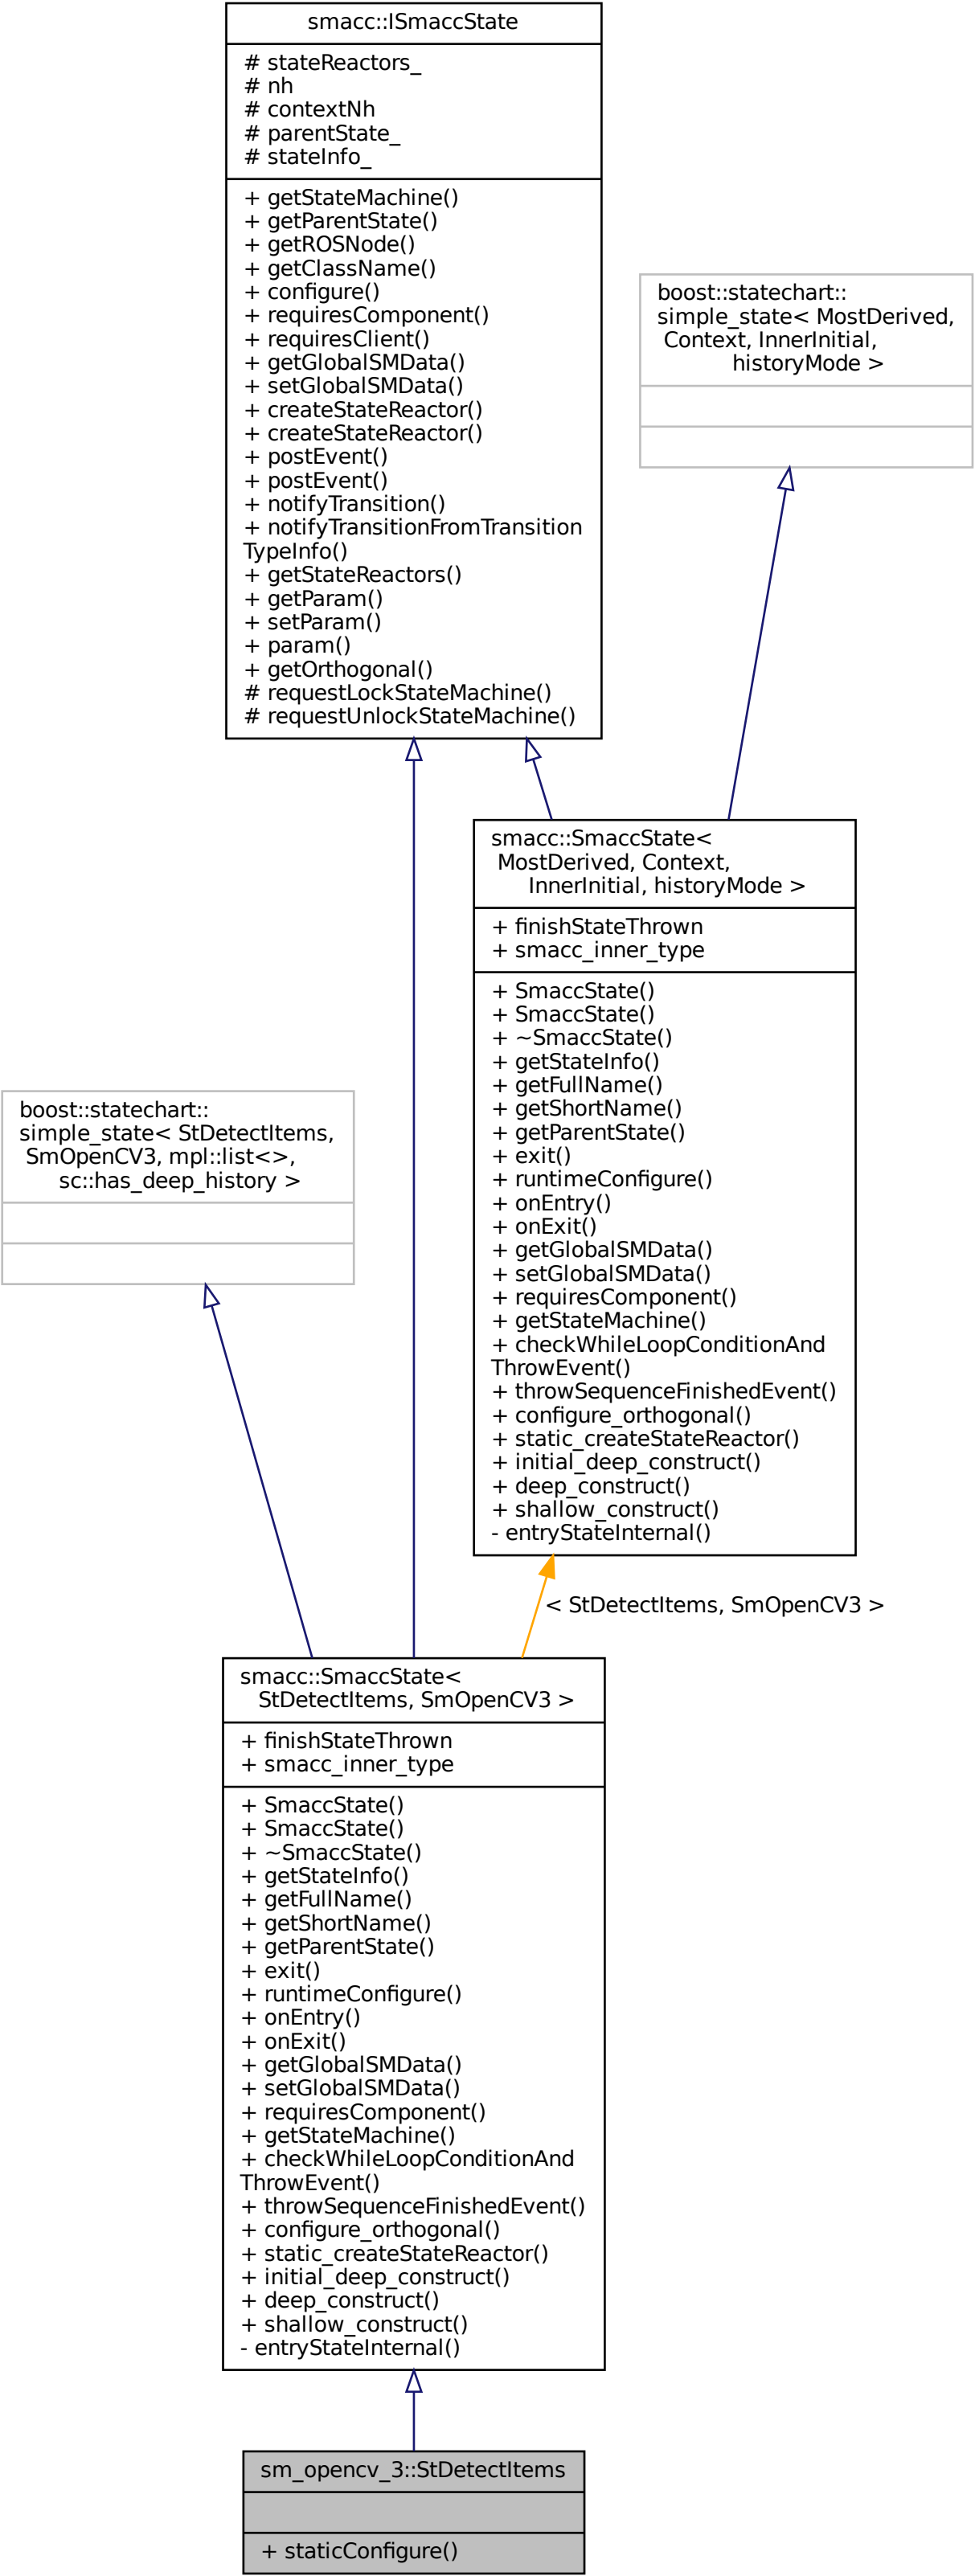 smacc::ISmaccState
# stateReactors_
# nh
# contextNh
# parentState_
# stateInfo_
+ getStateMachine()
+ getParentState()
+ getROSNode()
+ getClassName()
+ configure()
+ requiresComponent()
+ requiresClient()
+ getGlobalSMData()
+ setGlobalSMData()
+ createStateReactor()
+ createStateReactor()
+ postEvent()
+ postEvent()
+ notifyTransition()
+ notifyTransitionFromTransition
TypeInfo()
+ getStateReactors()
+ getParam()
+ setParam()
+ param()
+ getOrthogonal()
# requestLockStateMachine()
# requestUnlockStateMachine()
boost::statechart::
simple_state< MostDerived,
Context, InnerInitial,
historyMode >
smacc::SmaccState<
MostDerived, Context,
InnerInitial, historyMode >
+ finishStateThrown
+ smacc_inner_type
+ SmaccState()
+ SmaccState()
+ ~SmaccState()
+ getStateInfo()
+ getFullName()
+ getShortName()
+ getParentState()
+ exit()
+ runtimeConfigure()
+ onEntry()
+ onExit()
+ getGlobalSMData()
+ setGlobalSMData()
+ requiresComponent()
+ getStateMachine()
+ checkWhileLoopConditionAnd
ThrowEvent()
+ throwSequenceFinishedEvent()
+ configure_orthogonal()
+ static_createStateReactor()
+ initial_deep_construct()
+ deep_construct()
+ shallow_construct()
- entryStateInternal()
boost::statechart::
simple_state< StDetectItems,
SmOpenCV3, mpl::list<>,
sc::has_deep_history >
< StDetectItems, SmOpenCV3 >
smacc::SmaccState<
StDetectItems, SmOpenCV3 >
+ finishStateThrown
+ smacc_inner_type
+ SmaccState()
+ SmaccState()
+ ~SmaccState()
+ getStateInfo()
+ getFullName()
+ getShortName()
+ getParentState()
+ exit()
+ runtimeConfigure()
+ onEntry()
+ onExit()
+ getGlobalSMData()
+ setGlobalSMData()
+ requiresComponent()
+ getStateMachine()
+ checkWhileLoopConditionAnd
ThrowEvent()
+ throwSequenceFinishedEvent()
+ configure_orthogonal()
+ static_createStateReactor()
+ initial_deep_construct()
+ deep_construct()
+ shallow_construct()
- entryStateInternal()
sm_opencv_3::StDetectItems
+ staticConfigure()